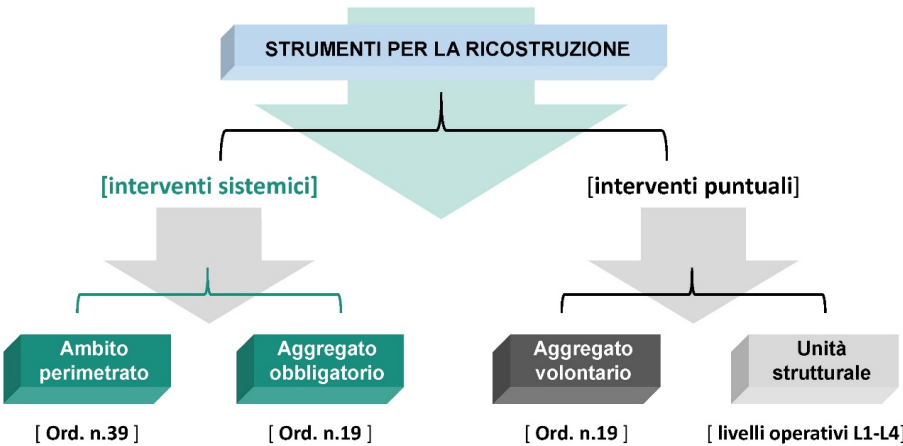 STRUMENTI PER LA RICOSTRUZIONE
[interventi sistemici]
[interventi puntuali]
Ambito
perimetrato
Aggregato
obbligatorio
Aggregato
volontario
Unità
strutturale
[ Ord. n.39 ]
[ Ord. n.19 ]
[ Ord. n.19 ]
[ livelli operativi L1-L4]